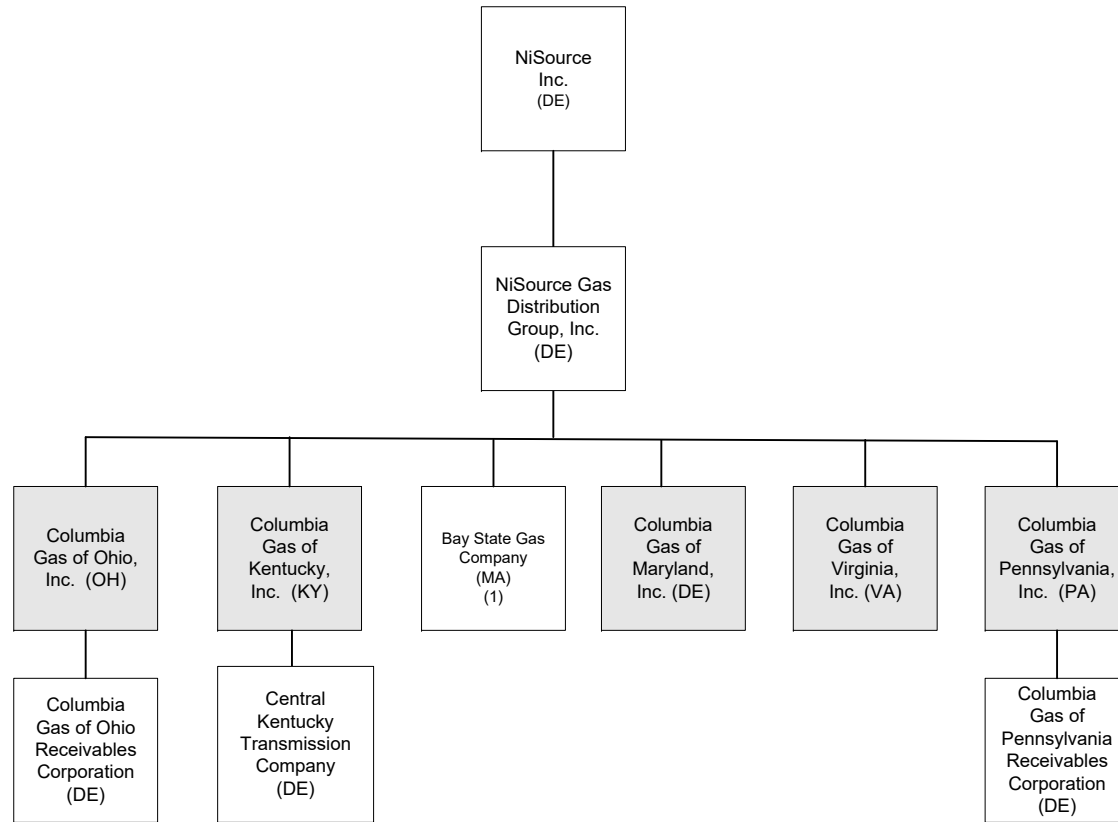 NiSource
Inc.
(DE)
NiSource Gas
Distribution
Group, Inc.
(DE)
Columbia
Gas of Ohio,
Inc. (OH)
Columbia
Gas of
Kentucky,
Inc. (KY)
Bay State Gas
Company
(MA)
(1)
Columbia
Gas of
Maryland,
Inc. (DE)
Columbia
Gas of
Virginia,
Inc. (VA)
Columbia
Gas of
Pennsylvania,
Inc. (PA)
Columbia
Gas of Ohio
Receivables
Corporation
(DE)
Central
Kentucky
Transmission
Company
(DE)
Columbia
Gas of
Pennsylvania
Receivables
Corporation
(DE)